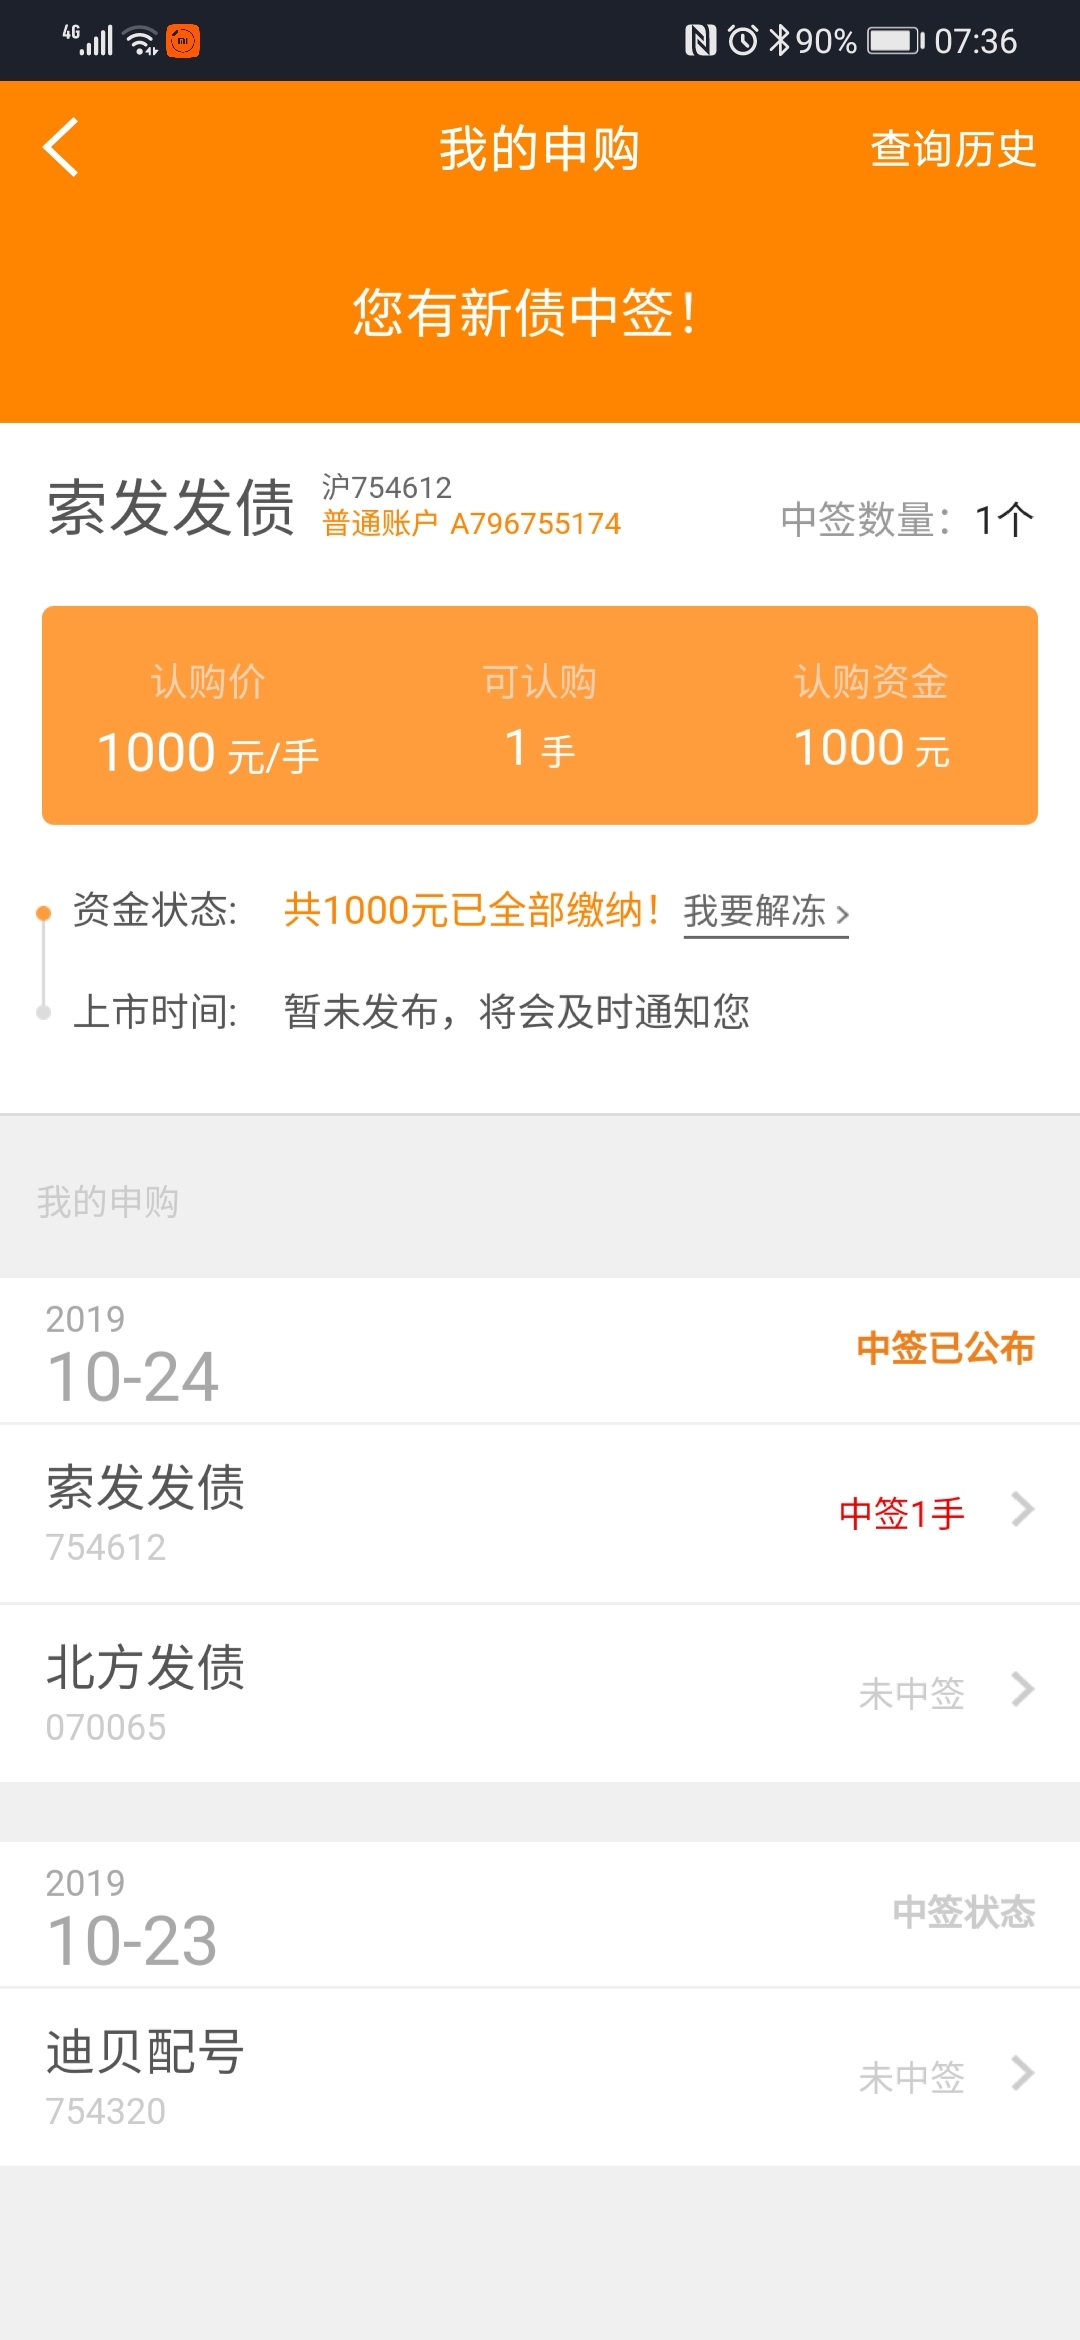 4G 90% 07:36
我的申购 查询历史
您有新债中签！
索发发债 沪754612
普通账户 A796755174 中签数量：1个
认购价 可认购 认购资金
1000 元/手 1 手 1000 元
资金状态: 共1000元已全部缴纳！ 我要解冻 >
上市时间: 暂未发布，将会及时通知您
我的申购
2019
10-24 中签已公布
索发发债
754612 中签1手
北方发债
070065 未中签
2019
10-23 中签状态
迪贝配号
754320 未中签